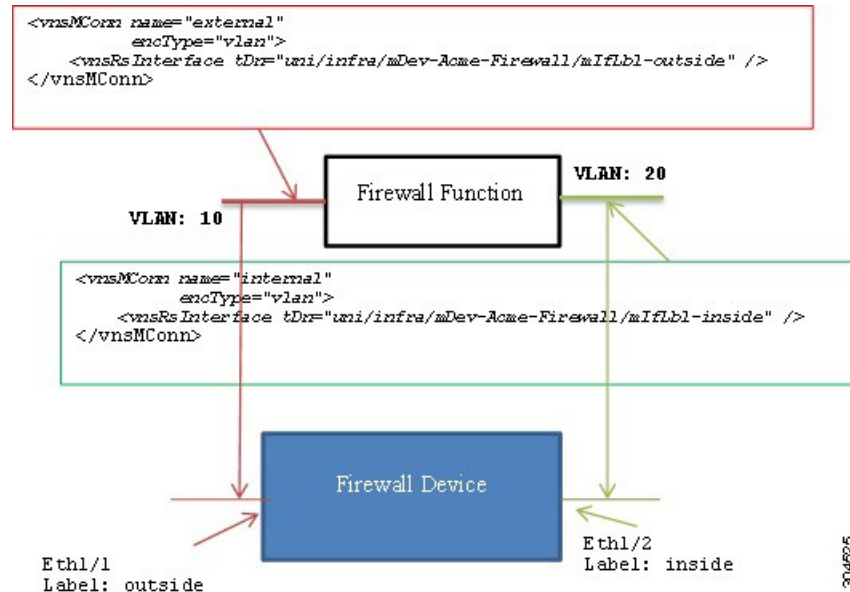 <vnsMConn name="external"
encType="vlan">
<vnsRsInterface tDn="uni/infra/mDev-Acme-Firewall/mIfLbl-outside" />
</vnsMConn>
Firewall Function
VLAN: 20
VLAN: 10
<vnsMConn name="internal"
encType="vlan">
<vnsRsInterface tDn="uni/infra/mDev-Acme-Firewall/mIfLbl-inside" />
</vnsMConn>
Firewall Device
Eth1/1
Label: outside
Eth1/2
Label: inside
304525